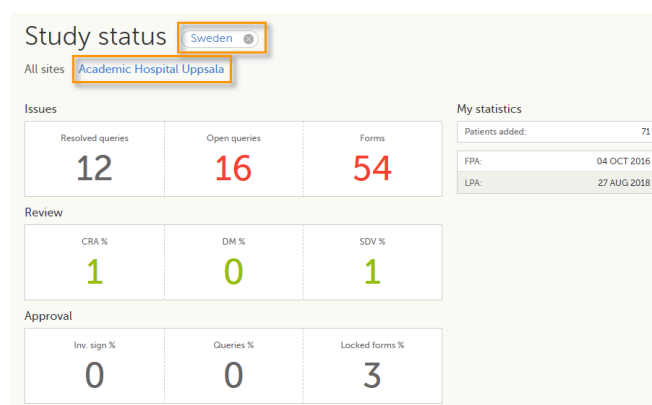 Study status Sweden
All sites Academic Hospital Uppsala
Issues
Resolved queries Open queries Forms
12 16 54
My statistics
Patients added: 71
FPA: 04 OCT 2016
LPA: 27 AUG 2018
Review
CRA % DM % SDV %
1 0 1
Approval
Inv. sign % Queries % Locked forms %
0 0 3